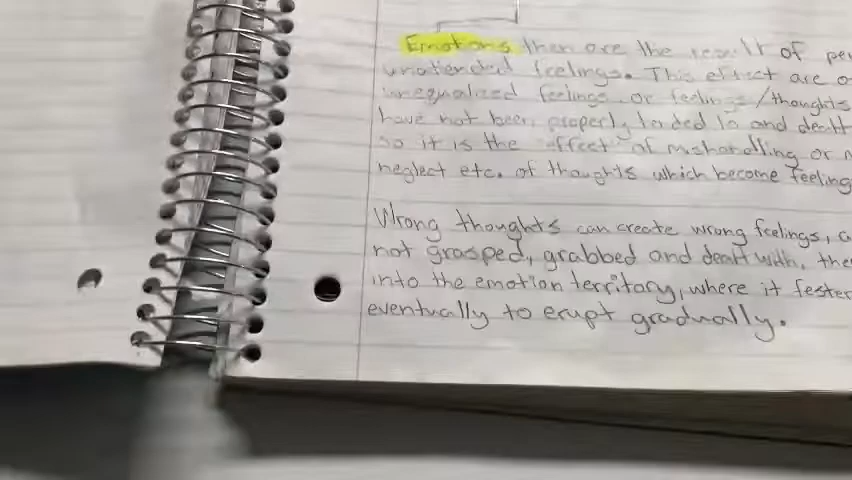 Emotions then are the result of
unattended feelings. This effect are
feelings, or feelings/thoughts
have not been properly tended to and dealt
so it is the "effect" of mishandling or
neglect etc. of thoughts which become feeling
Wrong thoughts can create wrong feelings,
not grasped, grabbed and dealt with, the
into the emotion territory, where it fester
eventually to erupt gradually.